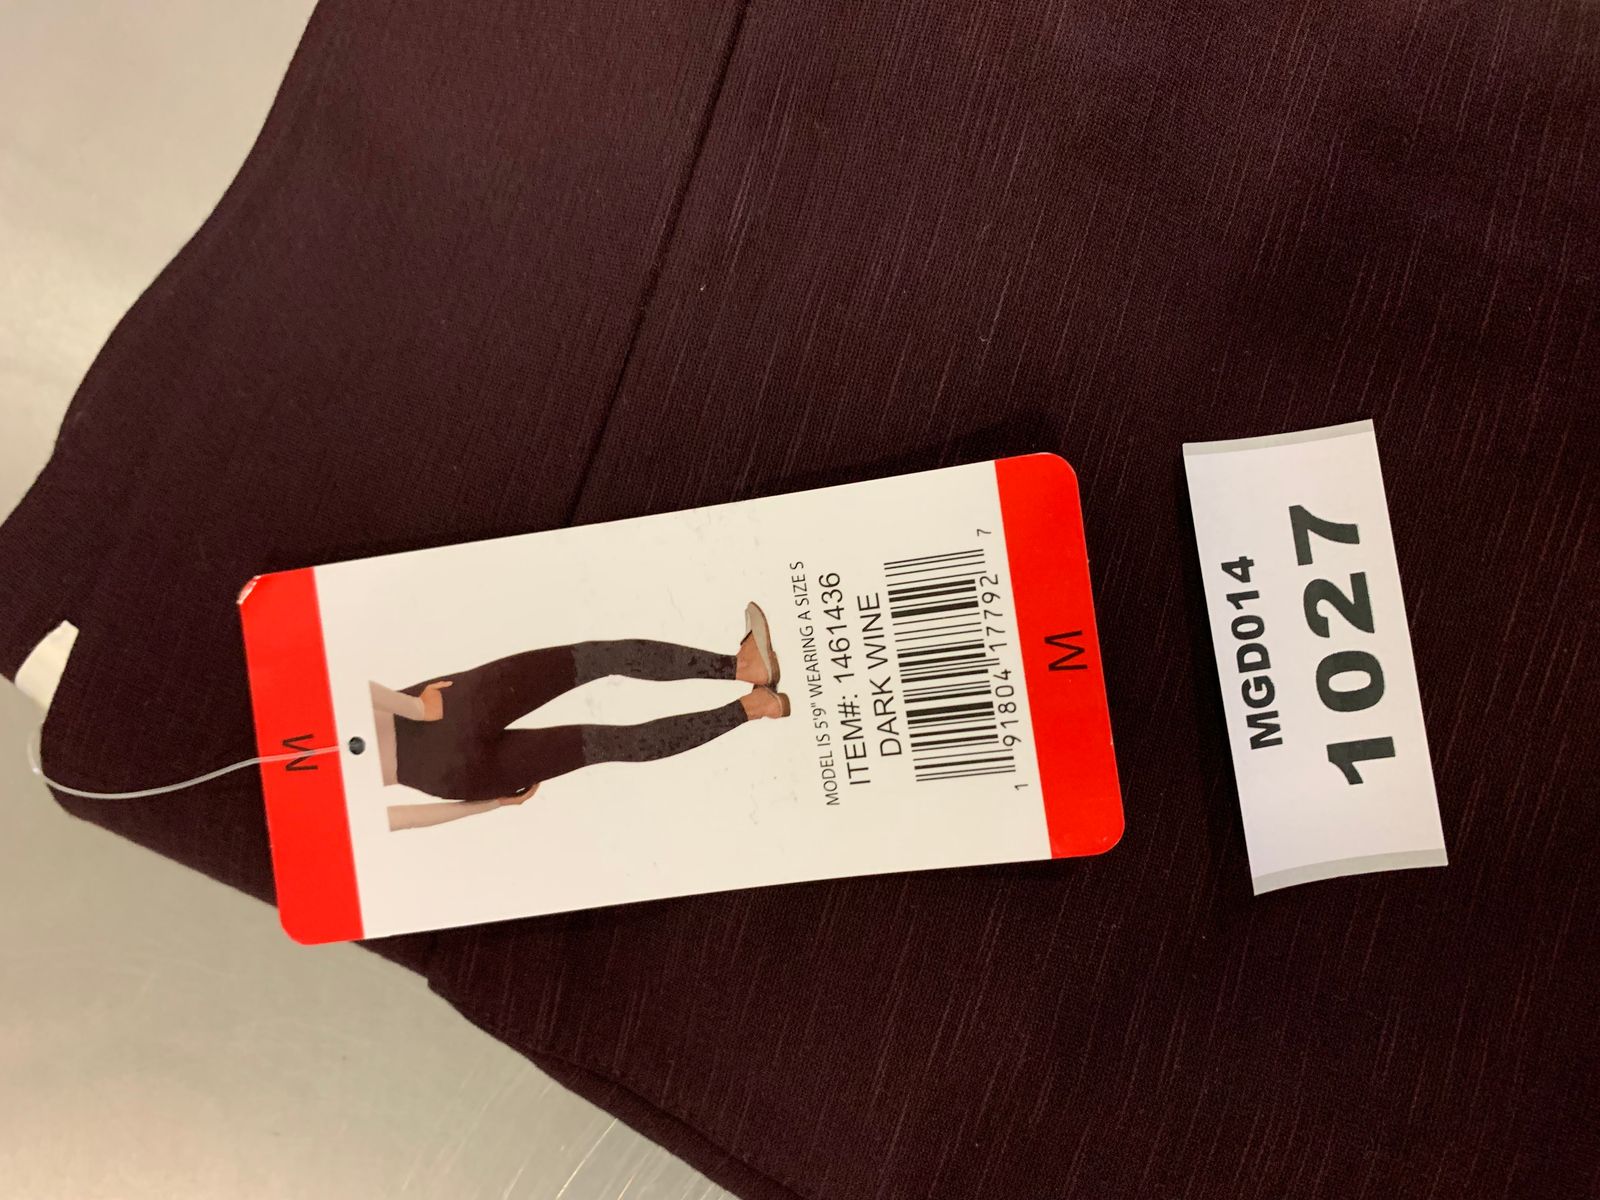 M
MODEL IS 5'9" WEARING A SIZE S
ITEM#: 1461436
DARK WINE
1 91804 17792 7
M
MGD014
1027